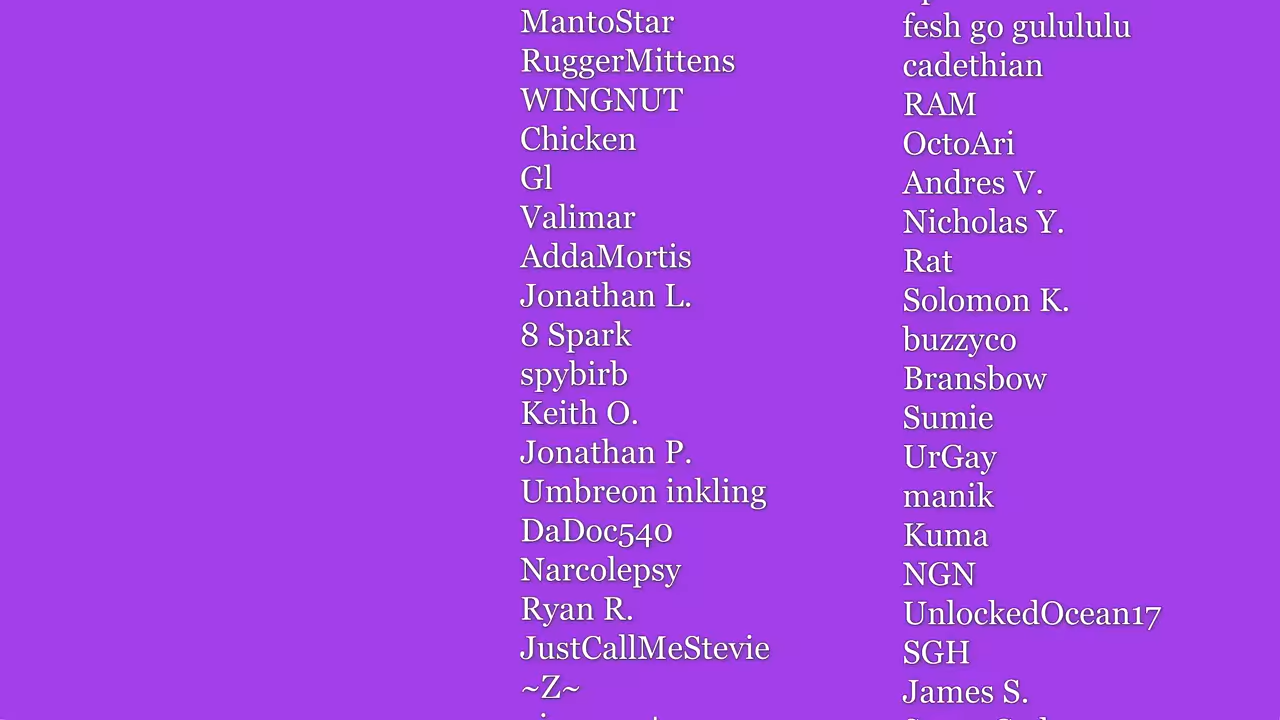 MantoStar
RuggerMittens
WINGNUT
Chicken
Gl
Valimar
AddaMortis
Jonathan L.
8 Spark
spybirb
Keith O.
Jonathan P.
Umbreon inkling
DaDoc540
Narcolepsy
Ryan R.
JustCallMeStevie
~Z~
fesh go gulululu
cadethian
RAM
OctoAri
Andres V.
Nicholas Y.
Rat
Solomon K.
buzzyco
Bransbow
Sumie
UrGay
manik
Kuma
NGN
UnlockedOcean17
SGH
James S.